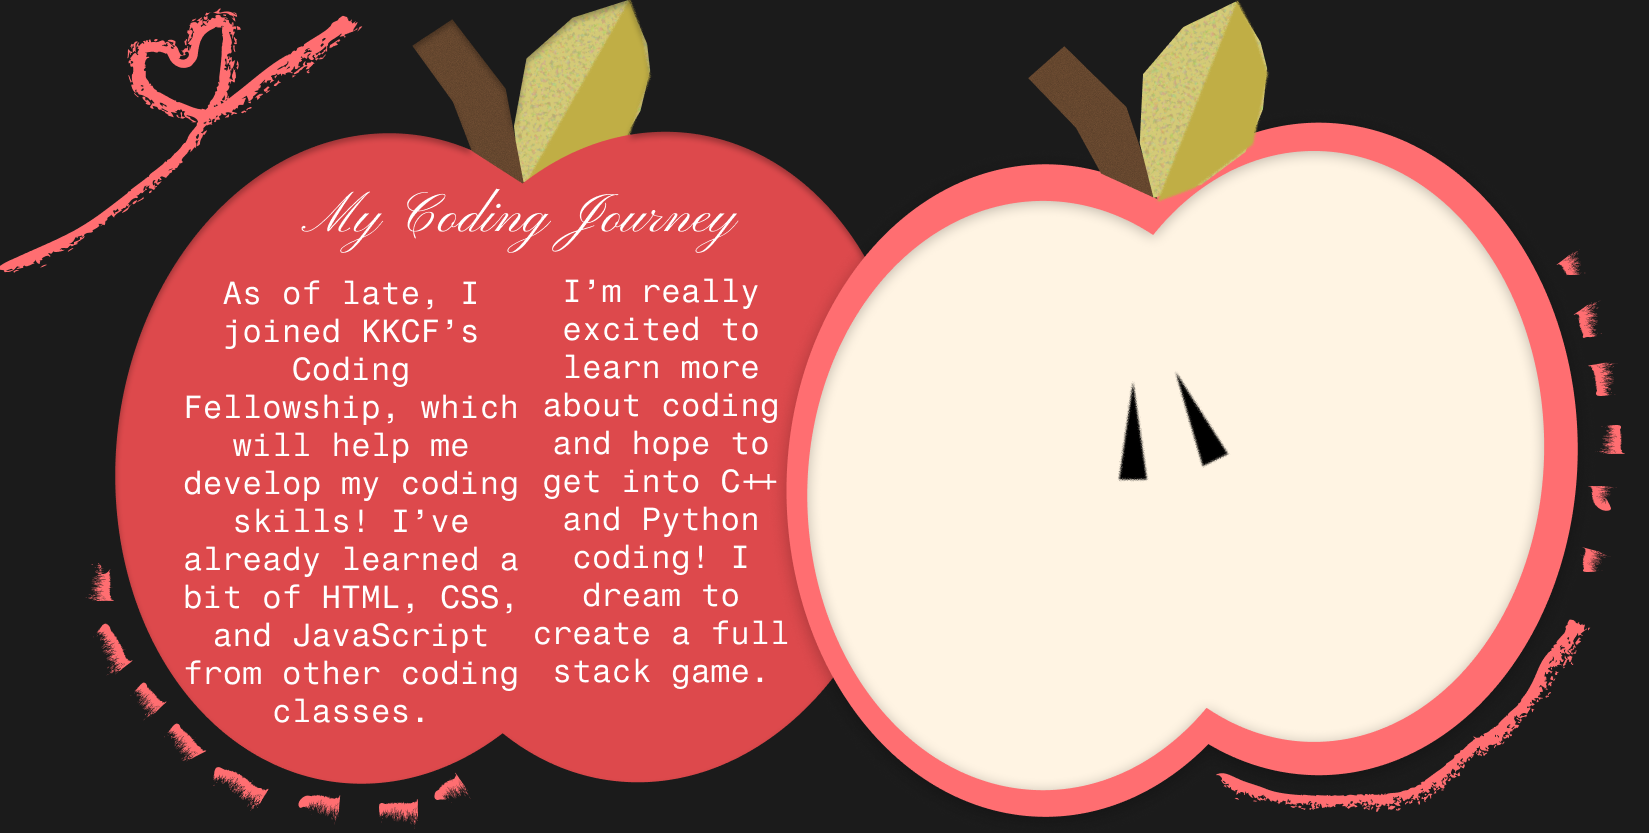 My Coding Journey
As of late, I
joined KKCF’s
Coding
Fellowship, which
will help me
develop my coding
skills! I’ve
already learned a
bit of HTML, CSS,
and JavaScript
from other coding
classes.
I’m really
excited to
learn more
about coding
and hope to
get into C++
and Python
coding! I
dream to
create a full
stack game.